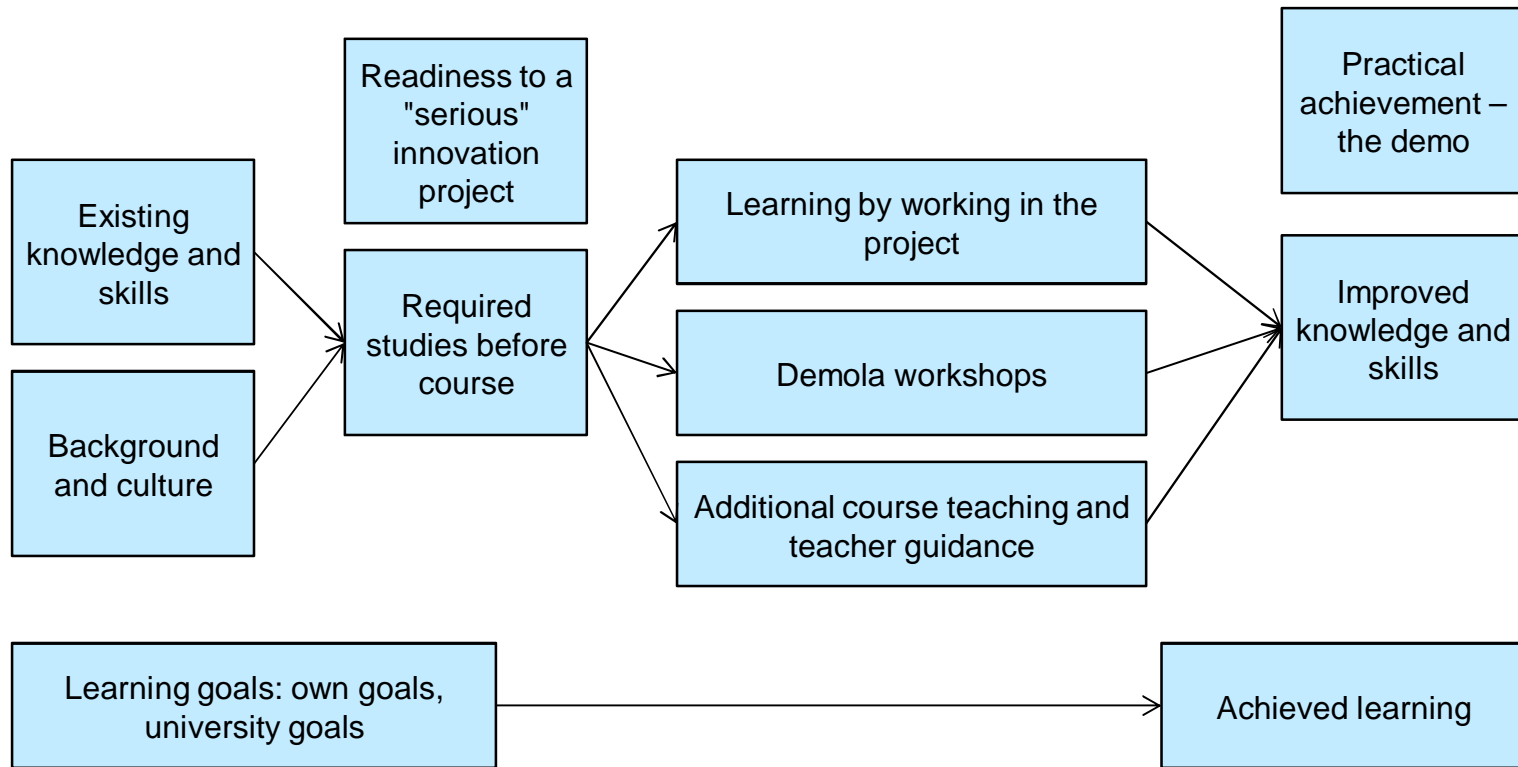 Existing
knowledge and
skills
Background
and culture
Readiness to a
"serious"
innovation
project
Required
studies before
course
Learning by working in the
project
Demola workshops
Additional course teaching and
teacher guidance
Practical
achievement –
the demo
Improved
knowledge and
skills
Learning goals: own goals,
university goals
Achieved learning